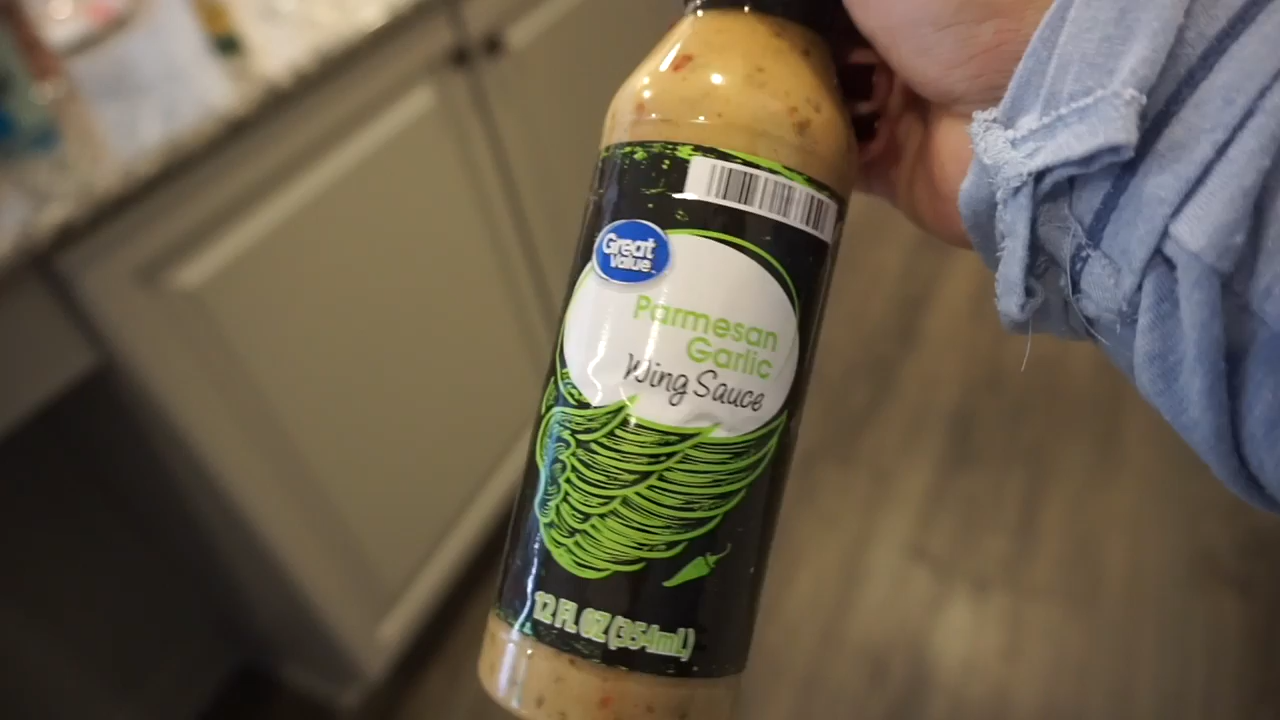 Great
Value
Parmesan
Garlic
Wing Sauce
12 FL OZ (354mL)